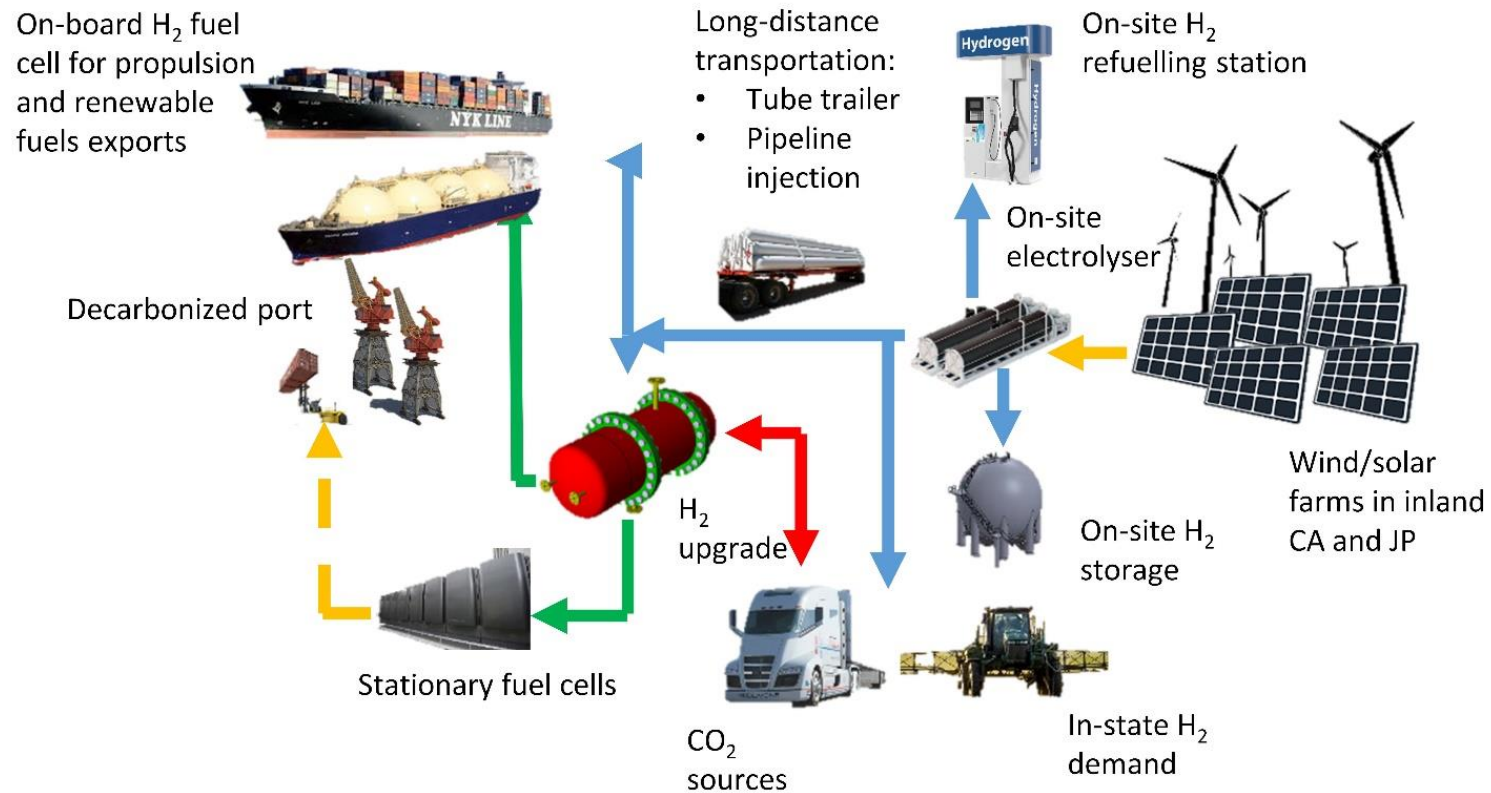 On-board H₂ fuel
cell for propulsion
and renewable
fuels exports
NYK LINE
Long-distance
transportation:
• Tube trailer
• Pipeline
injection
Hydrogen
Hydrogen
On-site H₂
refuelling station
On-site
electrolyser
Decarbonized port
H₂
upgrade
Wind/solar
farms in inland
CA and JP
On-site H₂
storage
Stationary fuel cells
CO₂
sources
In-state H₂
demand